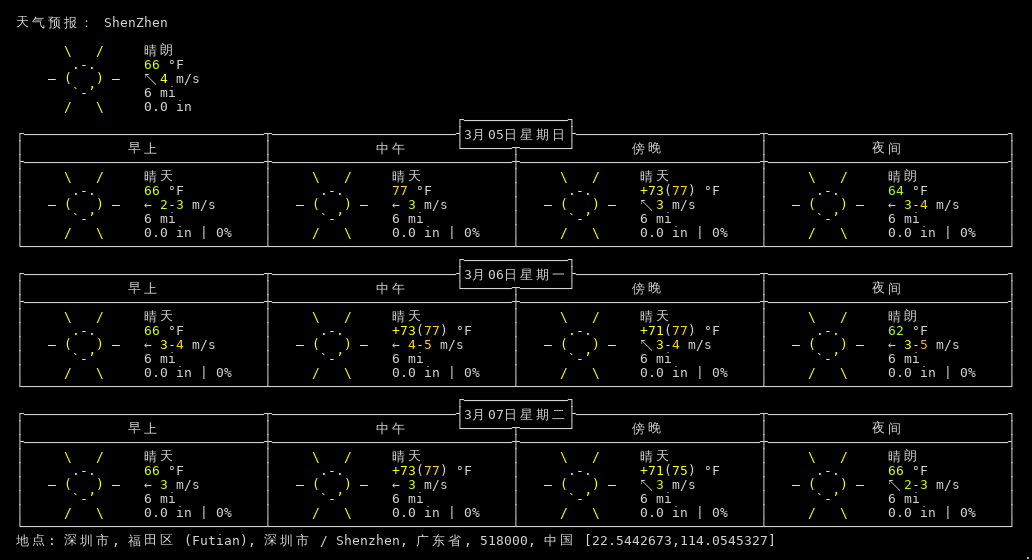 天气预报： ShenZhen
晴朗
66 °F
↖ 4 m/s
6 mi
0.0 in
3月05日星期日
早上 中午 傍晚 夜间
晴天 晴天 晴天 晴朗
66 °F 77 °F +73(77) °F 64 °F
← 2-3 m/s ← 3 m/s ↖ 3 m/s ← 3-4 m/s
6 mi 6 mi 6 mi 6 mi
0.0 in | 0% 0.0 in | 0% 0.0 in | 0% 0.0 in | 0%
3月06日星期一
早上 中午 傍晚 夜间
晴天 晴天 晴天 晴朗
66 °F +73(77) °F +71(77) °F 62 °F
← 3-4 m/s ← 4-5 m/s ↖ 3-4 m/s ← 3-5 m/s
6 mi 6 mi 6 mi 6 mi
0.0 in | 0% 0.0 in | 0% 0.0 in | 0% 0.0 in | 0%
3月07日星期二
早上 中午 傍晚 夜间
晴天 晴天 晴天 晴朗
66 °F +73(77) °F +71(75) °F 66 °F
← 3 m/s ← 3 m/s ↖ 3 m/s ↖ 2-3 m/s
6 mi 6 mi 6 mi 6 mi
0.0 in | 0% 0.0 in | 0% 0.0 in | 0% 0.0 in | 0%
地点: 深圳市, 福田区 (Futian), 深圳市 / Shenzhen, 广东省, 518000, 中国 [22.5442673,114.0545327]